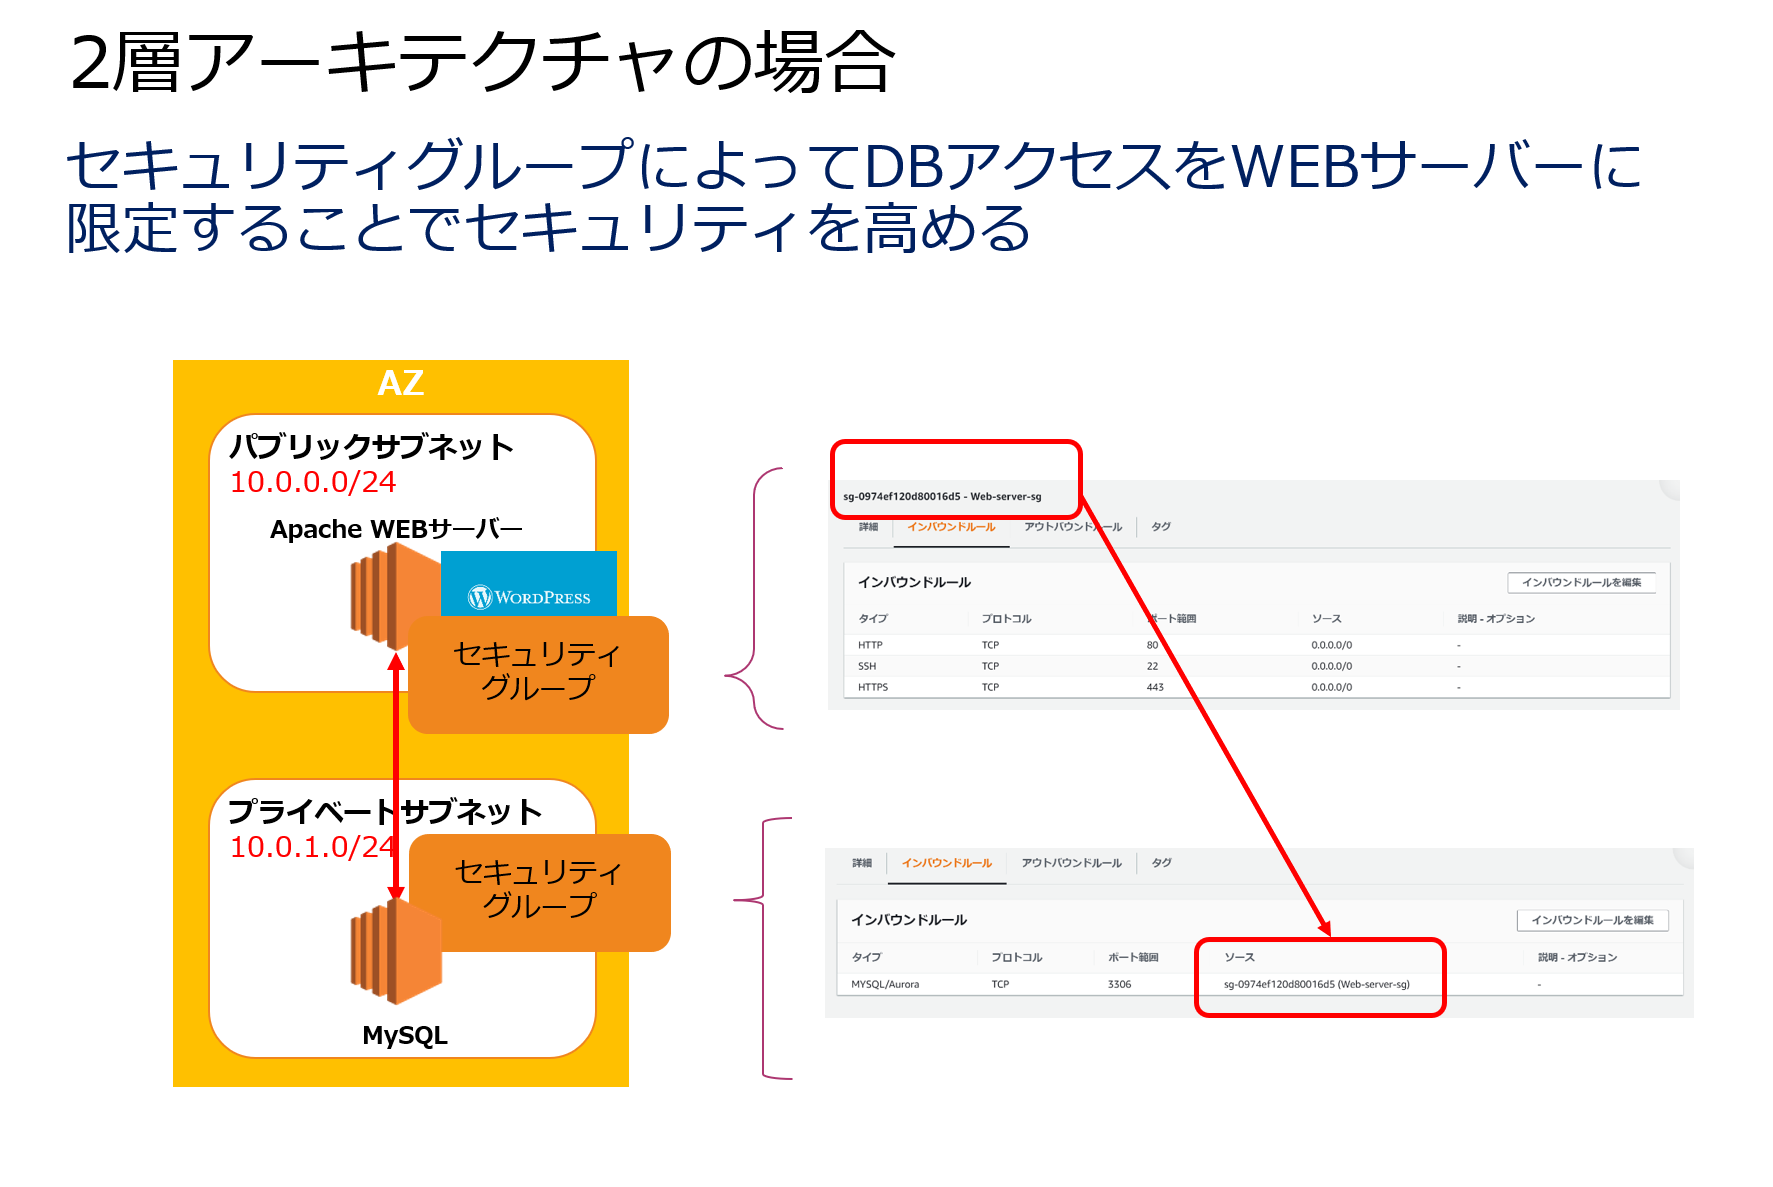 2層アーキテクチャの場合
セキュリティグループによってDBアクセスをWEBサーバーに
限定することでセキュリティを高める
AZ
パブリックサブネット
10.0.0.0/24
Apache WEBサーバー
WORDPRESS
セキュリティ
グループ
プライベートサブネット
10.0.1.0/24
セキュリティ
グループ
MySQL
sg-0974ef120d80016d5 - Web-server-sg
詳細 インバウンドルール アウトバウンドルール タグ
インバウンドルール インバウンドルールを編集
タイプ プロトコル ポート範囲 ソース 説明 - オプション
HTTP TCP 80 0.0.0.0/0 -
SSH TCP 22 0.0.0.0/0 -
HTTPS TCP 443 0.0.0.0/0 -
詳細 インバウンドルール アウトバウンドルール タグ
インバウンドルール インバウンドルールを編集
タイプ プロトコル ポート範囲 ソース 説明 - オプション
MYSQL/Aurora TCP 3306 sg-0974ef120d80016d5 (Web-server-sg) -